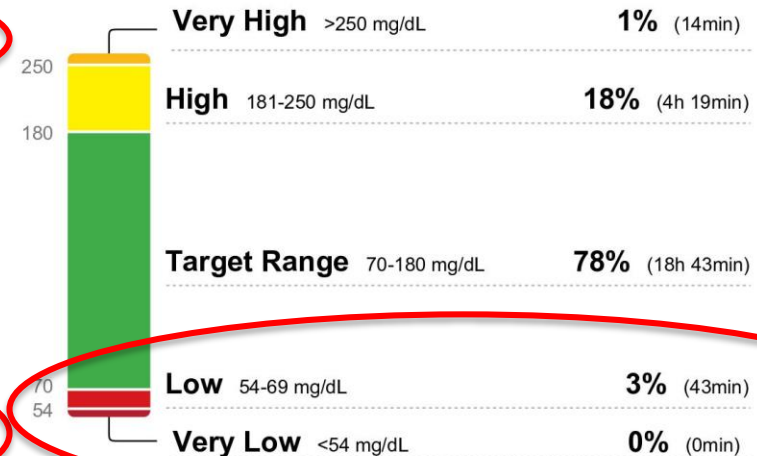 Very High >250 mg/dL 1% (14min)
250
High 181-250 mg/dL 18% (4h 19min)
180
Target Range 70-180 mg/dL 78% (18h 43min)
70
Low 54-69 mg/dL 3% (43min)
54
Very Low <54 mg/dL 0% (0min)